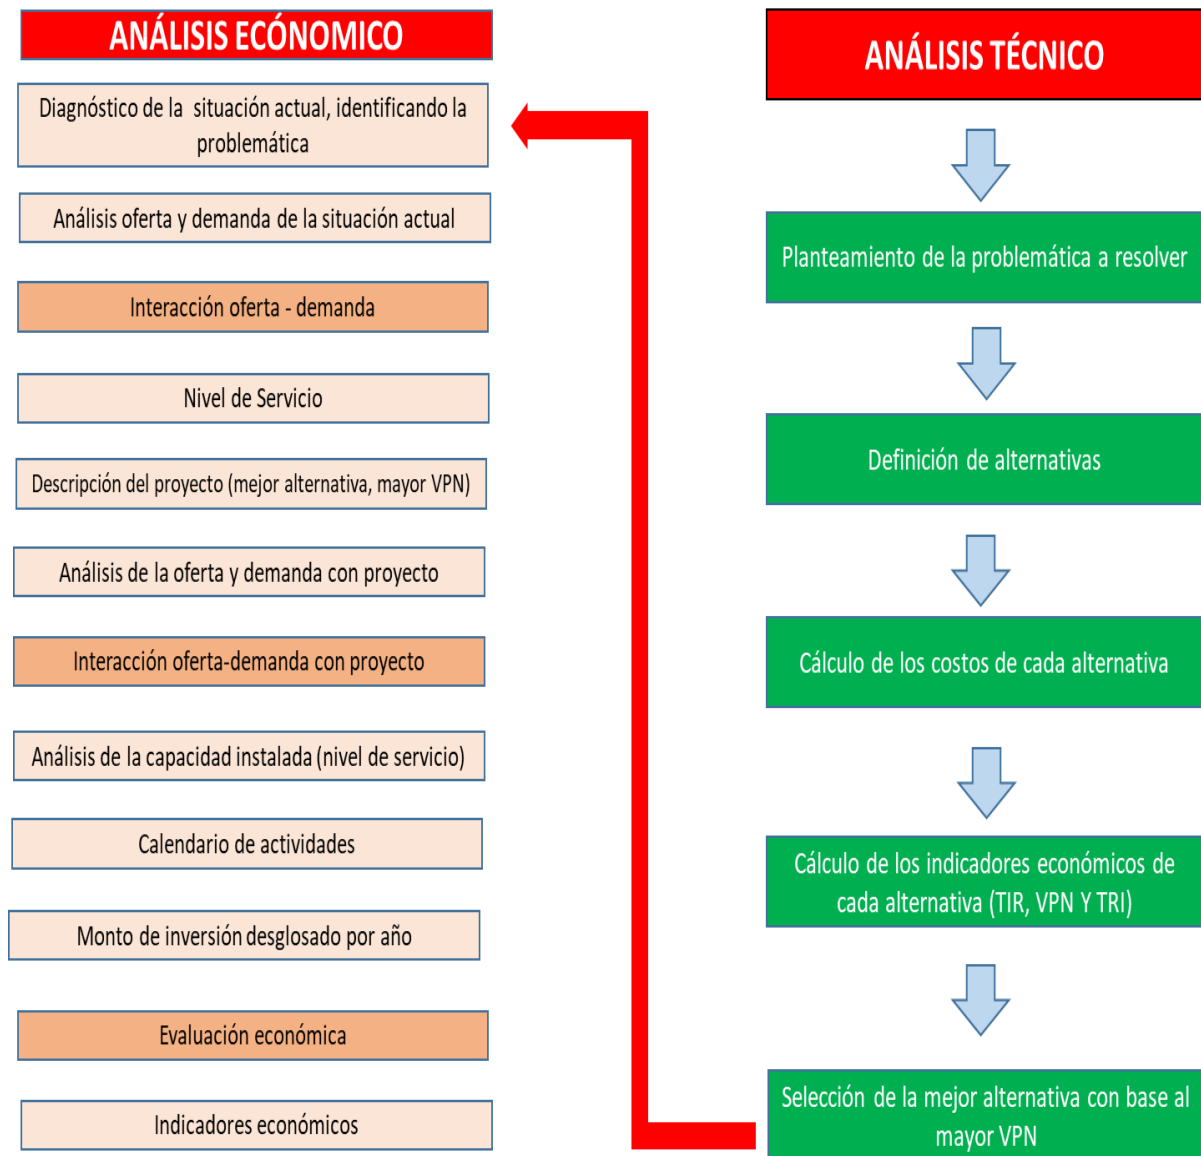 ANÁLISIS ECÓNOMICO
Diagnóstico de la situación actual, identificando la
problemática
Análisis oferta y demanda de la situación actual
Interacción oferta - demanda
Nivel de Servicio
Descripción del proyecto (mejor alternativa, mayor VPN)
Análisis de la oferta y demanda con proyecto
Interacción oferta-demanda con proyecto
Análisis de la capacidad instalada (nivel de servicio)
Calendario de actividades
Monto de inversión desglosado por año
Evaluación económica
Indicadores económicos
ANÁLISIS TÉCNICO
Planteamiento de la problemática a resolver
Definición de alternativas
Cálculo de los costos de cada alternativa
Cálculo de los indicadores económicos de
cada alternativa (TIR, VPN Y TRI)
Selección de la mejor alternativa con base al
mayor VPN